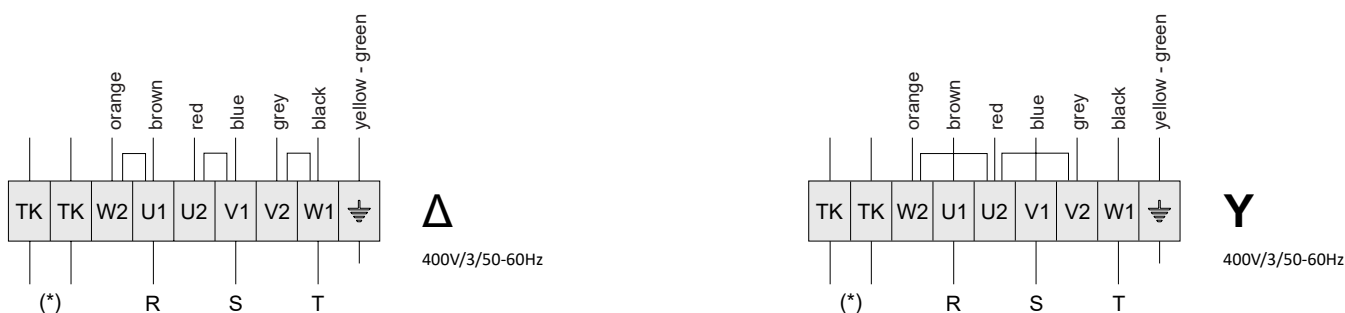 orange brown red blue grey black yellow - green
TK TK W2 U1 U2 V1 V2 W1
Δ
400V/3/50-60Hz
(*) R S T
orange brown red blue grey black yellow - green
TK TK W2 U1 U2 V1 V2 W1
Y
400V/3/50-60Hz
(*) R S T